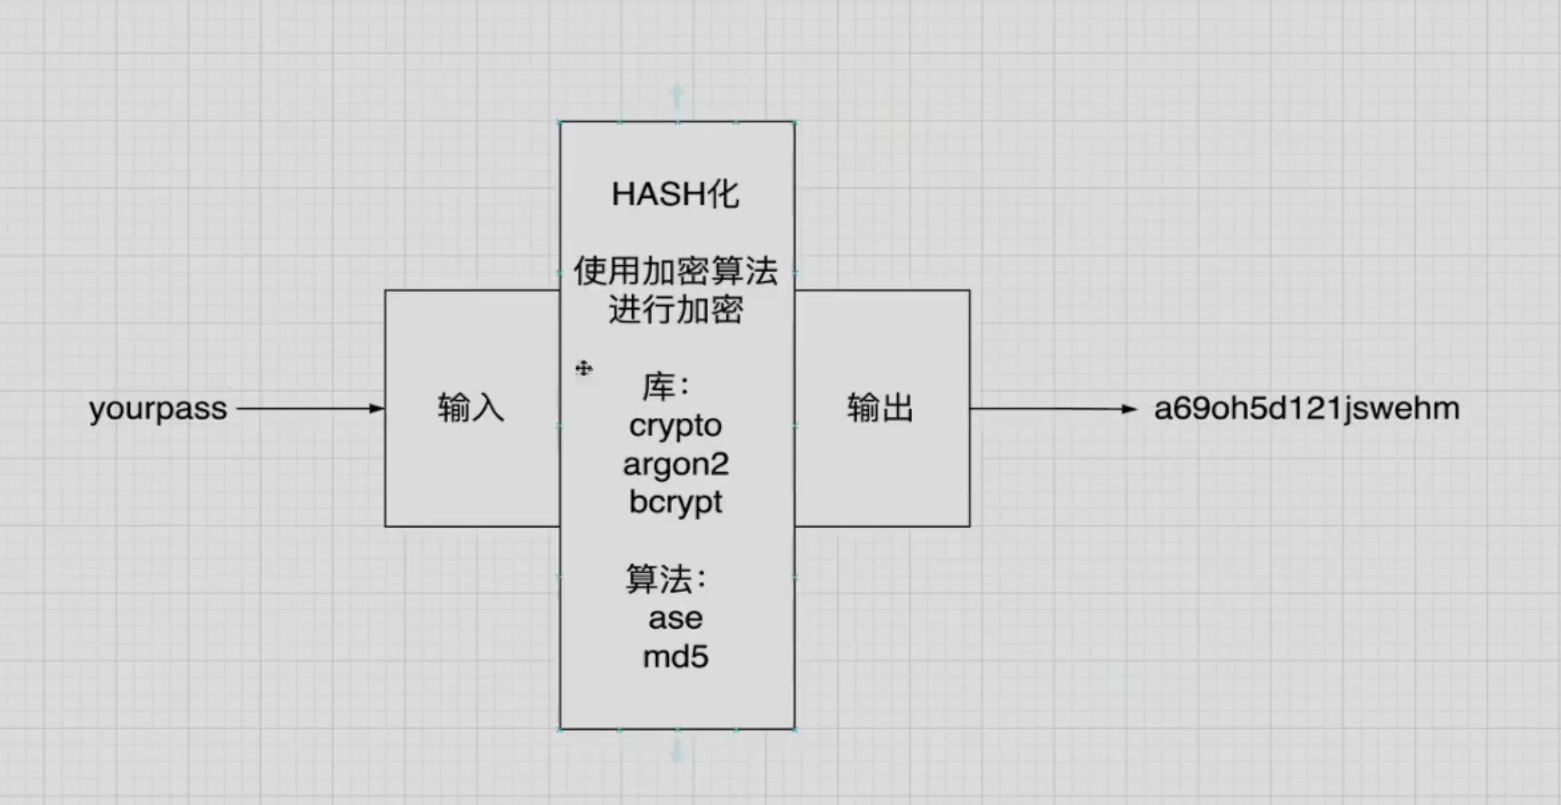 HASH化
使用加密算法
进行加密
库：
crypto
argon2
bcrypt
算法：
ase
md5
yourpass
输入
输出
a69oh5d121jswehm